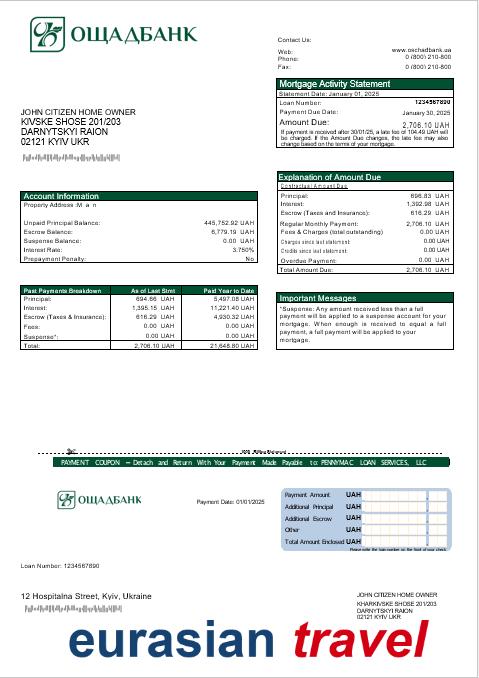 ОЩАДБАНК
Contact Us:
Web: www.oschadbank.ua
Phone: 0 (800) 210-800
Fax: 0 (800) 210-800
Mortgage Activity Statement
Statement Date: January 01, 2025
Loan Number: 1234567890
Payment Due Date: January 30, 2025
Amount Due: 2,706.10 UAH
If payment is received after 30/01/25, a late fee of 104.49 UAH will
be charged. If the Amount Due changes, the late fee may also
change based on the terms of your mortgage.
JOHN CITIZEN HOME OWNER
KIVSKE SHOSE 201/203
DARNYTSKYI RAION
02121 KYIV UKR
Explanation of Amount Due
Contractual Amount Due
Principal: 696.83 UAH
Interest: 1,392.98 UAH
Escrow (Taxes and Insurance): 616.29 UAH
Regular Monthly Payment: 2,706.10 UAH
Fees & Charges (total outstanding) 0.00 UAH
Charges since last statement: 0.00 UAH
Credits since last statement: 0.00 UAH
Overdue Payment: 0.00 UAH
Total Amount Due: 2,706.10 UAH
Account Information
Property Address: M a n
Unpaid Principal Balance: 445,752.92 UAH
Escrow Balance: 6,779.19 UAH
Suspense Balance: 0.00 UAH
Interest Rate: 3.750%
Prepayment Penalty: No
Past Payments Breakdown As of Last Stmt Paid Year to Date
Principal: 694.66 UAH 5,497.08 UAH
Interest: 1,395.15 UAH 11,221.40 UAH
Escrow (Taxes & Insurance): 616.29 UAH 4,930.32 UAH
Fees: 0.00 UAH 0.00 UAH
Suspense*: 0.00 UAH 0.00 UAH
Total: 2,706.10 UAH 21,648.80 UAH
Important Messages
*Suspense: Any amount received less than a full
payment will be applied to a suspense account for your
mortgage. When enough is received to equal a full
payment, a full payment will be applied to your
mortgage.
PAYMENT COUPON – Detach and Return With Your Payment Made Payable to: PENNYMAC LOAN SERVICES, LLC
ОЩАДБАНК
Payment Date: 01/01/2025
Payment Amount UAH
Additional Principal UAH
Additional Escrow UAH
Other UAH
Total Amount Enclosed UAH
Please write the loan number on the front of your check.
Loan Number: 1234567890
12 Hospitalna Street, Kyiv, Ukraine
JOHN CITIZEN HOME OWNER
KHARKIVSKE SHOSE 201/203
DARNYTSKYI RAION
02121 KYIV UKR
eurasian travel